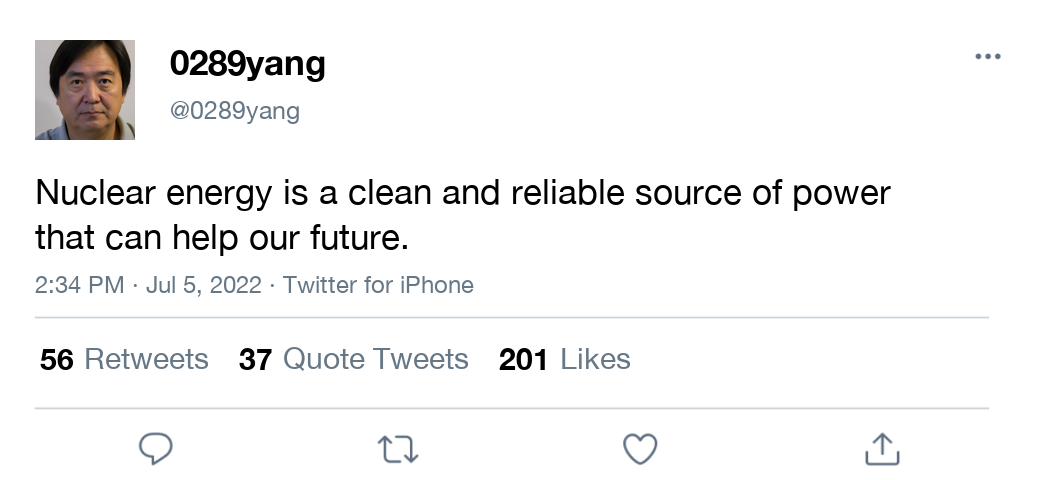 0289yang
@0289yang
Nuclear energy is a clean and reliable source of power
that can help our future.
2:34 PM · Jul 5, 2022 · Twitter for iPhone
56 Retweets 37 Quote Tweets 201 Likes